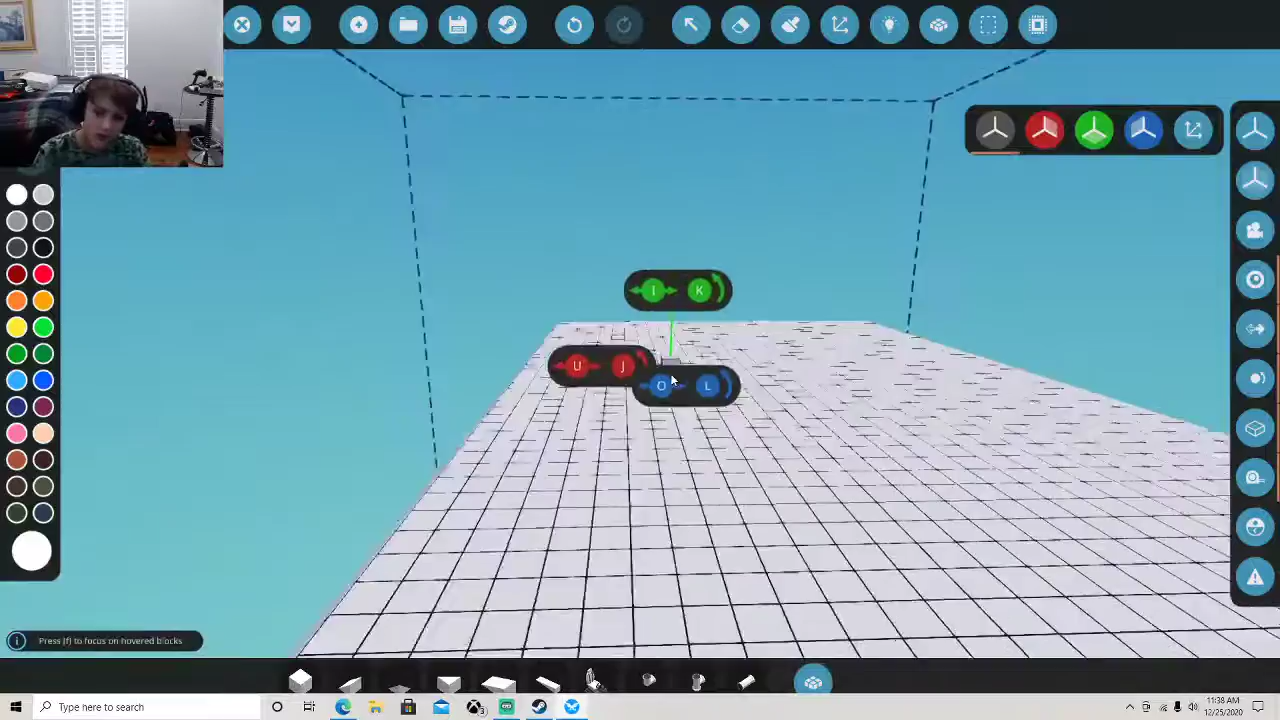 I K
U J
O L
Press [f] to focus on hovered blocks
Type here to search
11:38 AM
12/25/2020